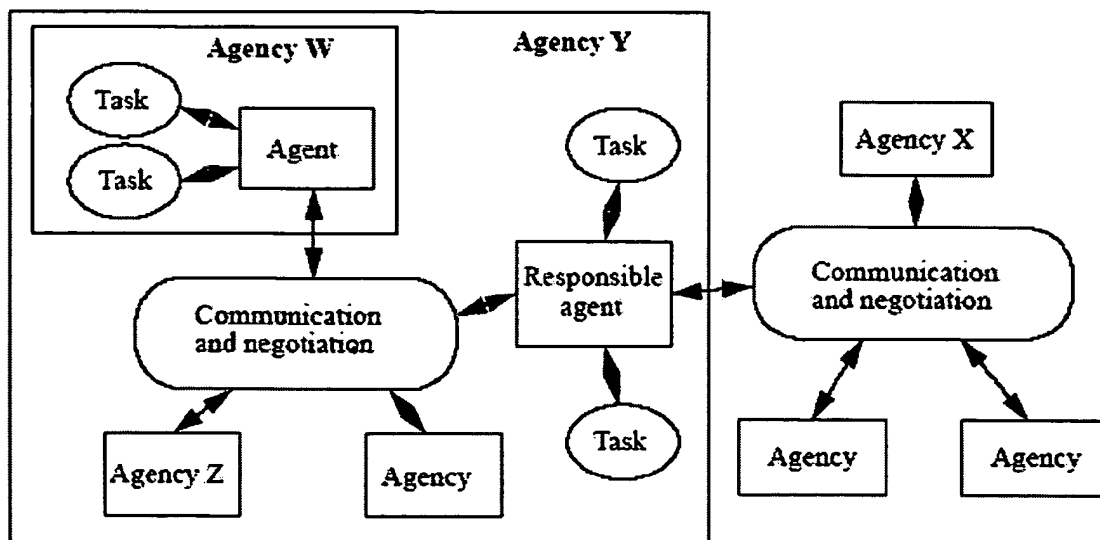 Agency W
Agency Y
Task
Agent
Task
Task
Agency X
Responsible
agent
Communication
and negotiation
Communication
and negotiation
Task
Agency Z
Agency
Agency
Agency